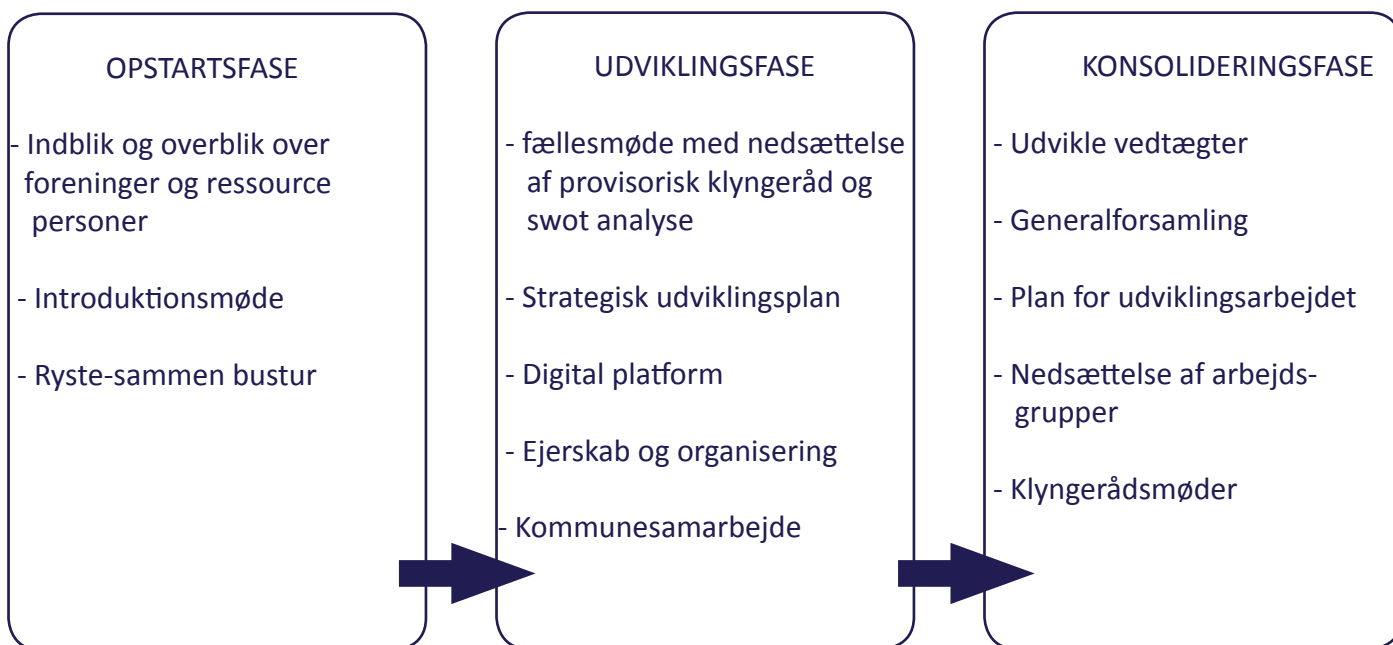 OPSTARTSFASE
- Indblik og overblik over
foreninger og ressource
personer
- Introduktionsmøde
- Ryste-sammen bustur
UDVIKLINGSFASE
- fællesmøde med nedsættelse
af provisorisk klyngeråd og
swot analyse
- Strategisk udviklingsplan
- Digital platform
- Ejerskab og organisering
- Kommunesamarbejde
KONSOLIDERINGSFASE
- Udvikle vedtægter
- Generalforsamling
- Plan for udviklingsarbejdet
- Nedsættelse af arbejds-
grupper
- Klyngerådsmøder